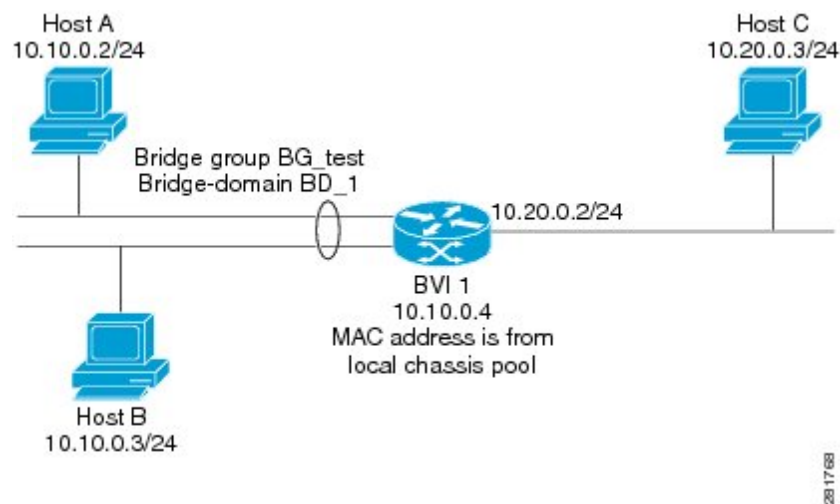 Host A
10.10.0.2/24
Host C
10.20.0.3/24
Bridge group BG_test
Bridge-domain BD_1
10.20.0.2/24
BVI 1
10.10.0.4
MAC address is from
local chassis pool
Host B
10.10.0.3/24
281768